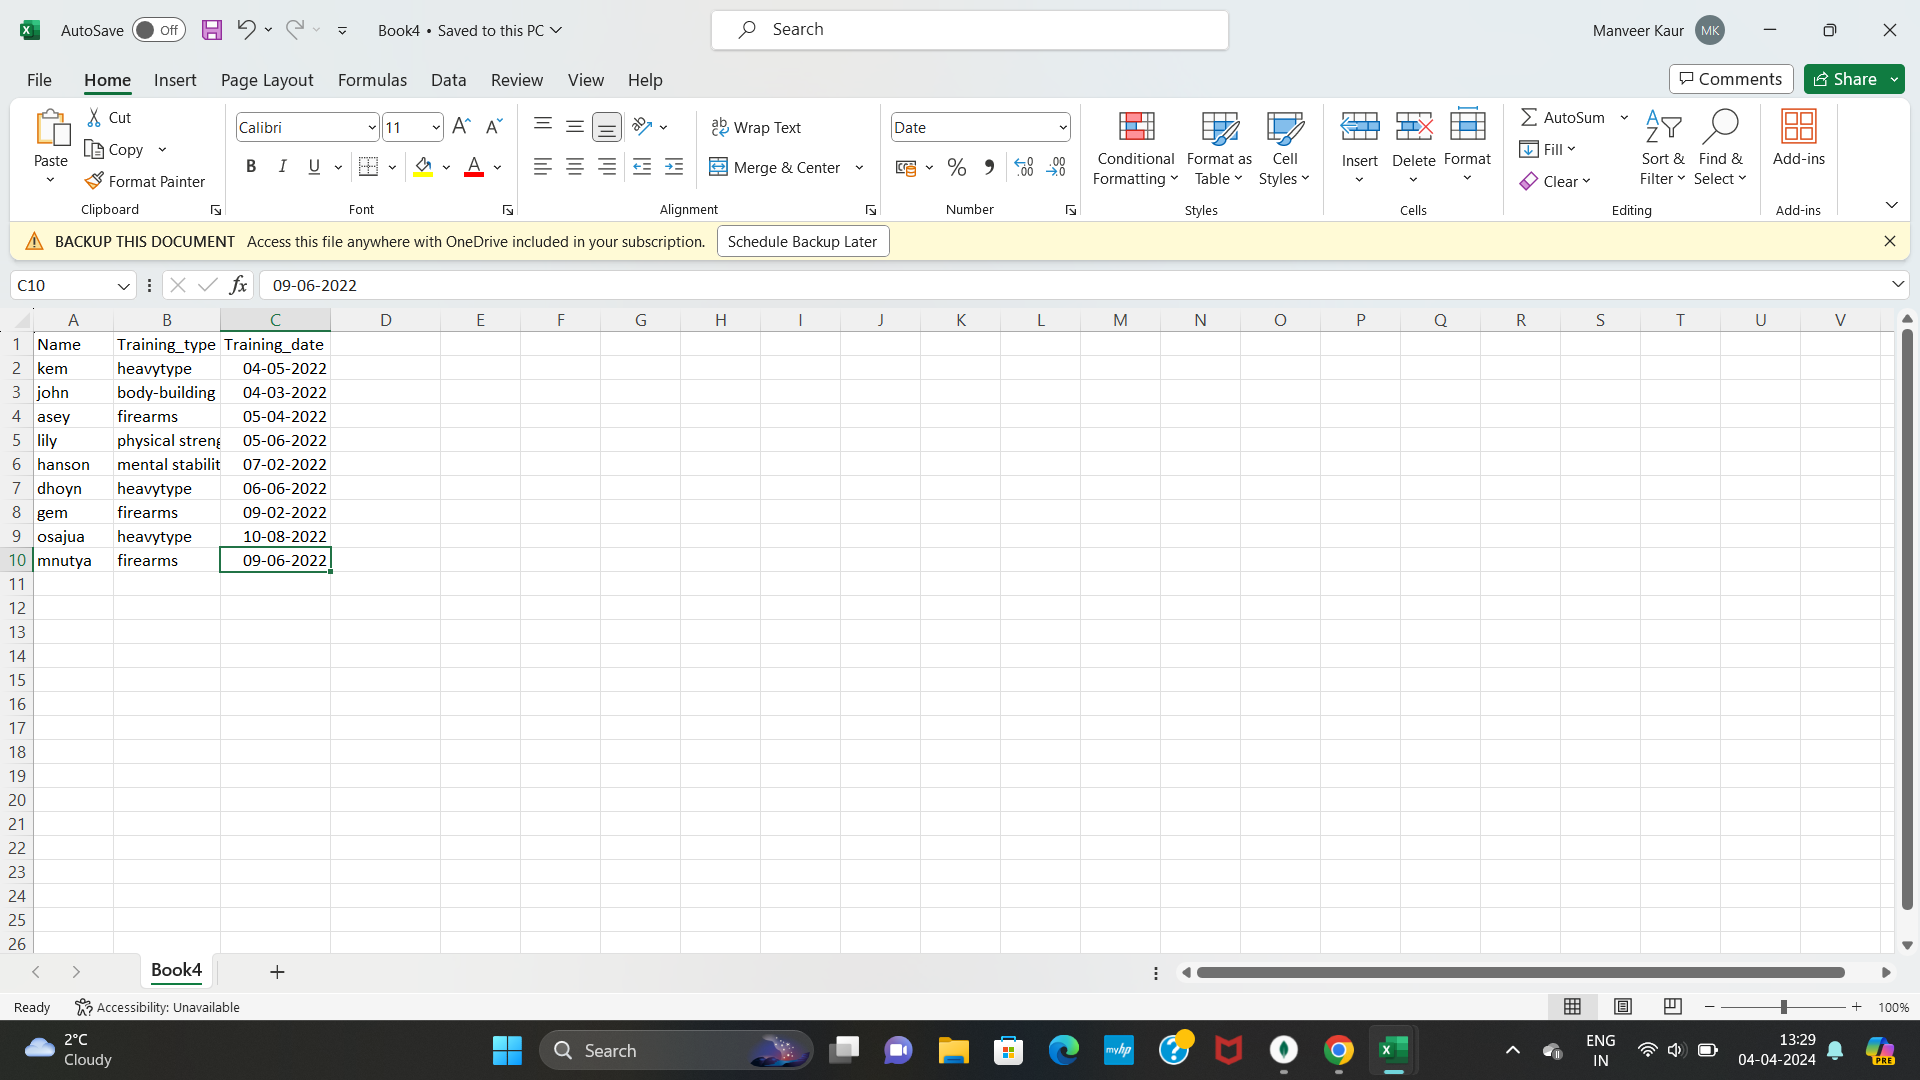 AutoSave Off Book4 • Saved to this PC Search Manveer Kaur MK
File Home Insert Page Layout Formulas Data Review View Help Comments Share
Paste Cut Copy Format Painter Clipboard
Calibri 11 B I U A Font
Wrap Text Merge & Center Alignment
Date % Number
Conditional Formatting Format as Table Cell Styles Styles
Insert Delete Format Cells
AutoSum Fill Clear Sort & Filter Find & Select Editing
Add-ins Add-ins
BACKUP THIS DOCUMENT Access this file anywhere with OneDrive included in your subscription. Schedule Backup Later
C10 fx 09-06-2022
A B C D E F G H I J K L M N O P Q R S T U V
1 Name Training_type Training_date
2 kem heavytype 04-05-2022
3 john body-building 04-03-2022
4 asey firearms 05-04-2022
5 lily physical streng 05-06-2022
6 hanson mental stabilit 07-02-2022
7 dhoyn heavytype 06-06-2022
8 gem firearms 09-02-2022
9 osajua heavytype 10-08-2022
10 mnutya firearms 09-06-2022
11
12
13
14
15
16
17
18
19
20
21
22
23
24
25
26
Book4
Ready Accessibility: Unavailable 100%
2°C Cloudy Search myhp ENG IN 13:29 04-04-2024 PRE